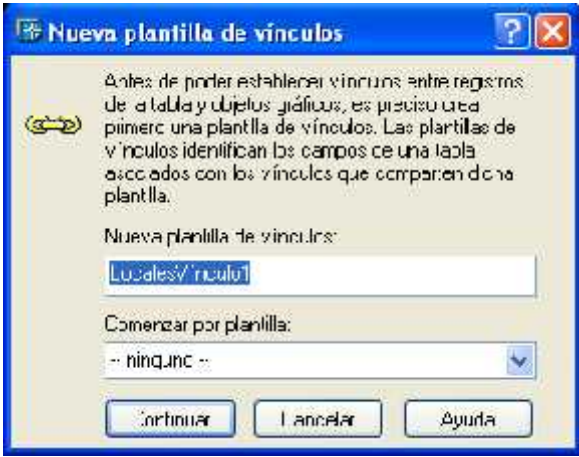 Nueva plantilla de vínculos
Antes de poder establecer vínculos entre registros
de la tabla y objetos gráficos, es preciso crea
primero una plantilla de vínculos. Las plantillas de
vínculos identifican los campos de una tabla
asociados con los vínculos que comparten dicha
plantilla.
Nueva plantilla de vínculos:
LocalesVínculo1
Comenzar por plantilla:
-- ninguno --
Continuar
Cancelar
Ayuda